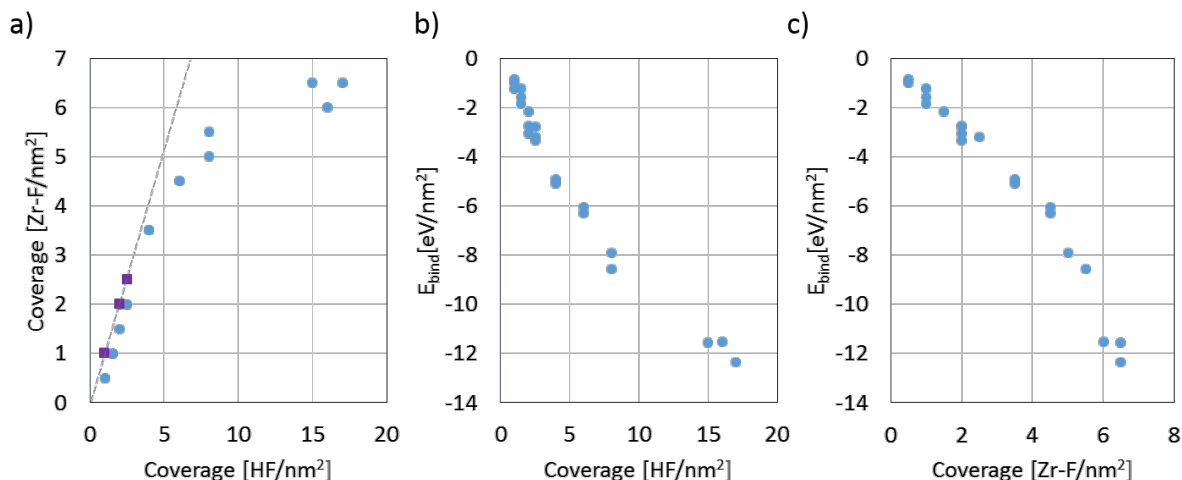 a)
7
6
5
4
3
2
1
0
Coverage [Zr-F/nm²]
0 5 10 15 20
Coverage [HF/nm²]
b)
0
-2
-4
-6
-8
-10
-12
-14
E_bind[eV/nm²]
0 5 10 15 20
Coverage [HF/nm²]
c)
0
-2
-4
-6
-8
-10
-12
-14
E_bind[eV/nm²]
0 2 4 6 8
Coverage [Zr-F/nm²]